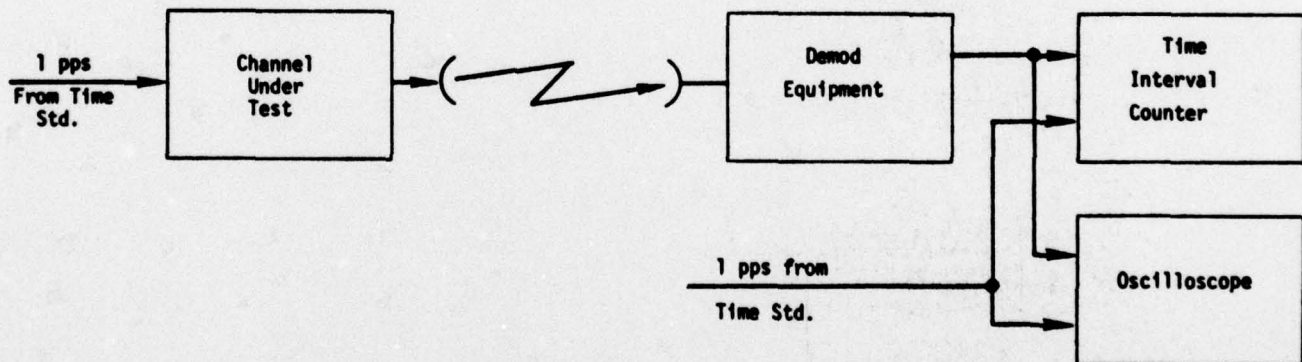 1 pps
From Time
Std.
Channel
Under
Test
Demod
Equipment
Time
Interval
Counter
1 pps from
Time Std.
Oscilloscope